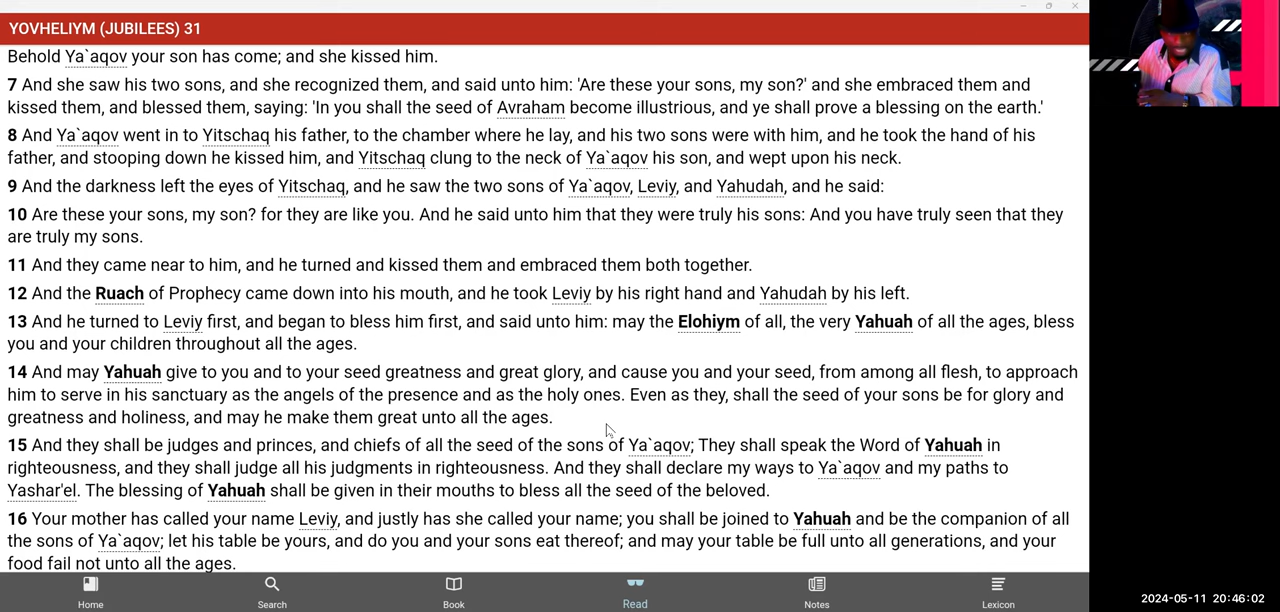 YOVHELIYM (JUBILEES) 31
Behold Ya`aqov your son has come; and she kissed him.
7 And she saw his two sons, and she recognized them, and said unto him: 'Are these your sons, my son?' and she embraced them and
kissed them, and blessed them, saying: 'In you shall the seed of Avraham become illustrious, and ye shall prove a blessing on the earth.'
8 And Ya`aqov went in to Yitschaq his father, to the chamber where he lay, and his two sons were with him, and he took the hand of his
father, and stooping down he kissed him, and Yitschaq clung to the neck of Ya`aqov his son, and wept upon his neck.
9 And the darkness left the eyes of Yitschaq, and he saw the two sons of Ya`aqov, Leviy, and Yahudah, and he said:
10 Are these your sons, my son? for they are like you. And he said unto him that they were truly his sons: And you have truly seen that they
are truly my sons.
11 And they came near to him, and he turned and kissed them and embraced them both together.
12 And the Ruach of Prophecy came down into his mouth, and he took Leviy by his right hand and Yahudah by his left.
13 And he turned to Leviy first, and began to bless him first, and said unto him: may the Elohiym of all, the very Yahuah of all the ages, bless
you and your children throughout all the ages.
14 And may Yahuah give to you and to your seed greatness and great glory, and cause you and your seed, from among all flesh, to approach
him to serve in his sanctuary as the angels of the presence and as the holy ones. Even as they, shall the seed of your sons be for glory and
greatness and holiness, and may he make them great unto all the ages.
15 And they shall be judges and princes, and chiefs of all the seed of the sons of Ya`aqov; They shall speak the Word of Yahuah in
righteousness, and they shall judge all his judgments in righteousness. And they shall declare my ways to Ya`aqov and my paths to
Yashar'el. The blessing of Yahuah shall be given in their mouths to bless all the seed of the beloved.
16 Your mother has called your name Leviy, and justly has she called your name; you shall be joined to Yahuah and be the companion of all
the sons of Ya`aqov; let his table be yours, and do you and your sons eat thereof; and may your table be full unto all generations, and your
food fail not unto all the ages.
Home
Search
Book
Read
Notes
Lexicon
2024-05-11 20:46:02